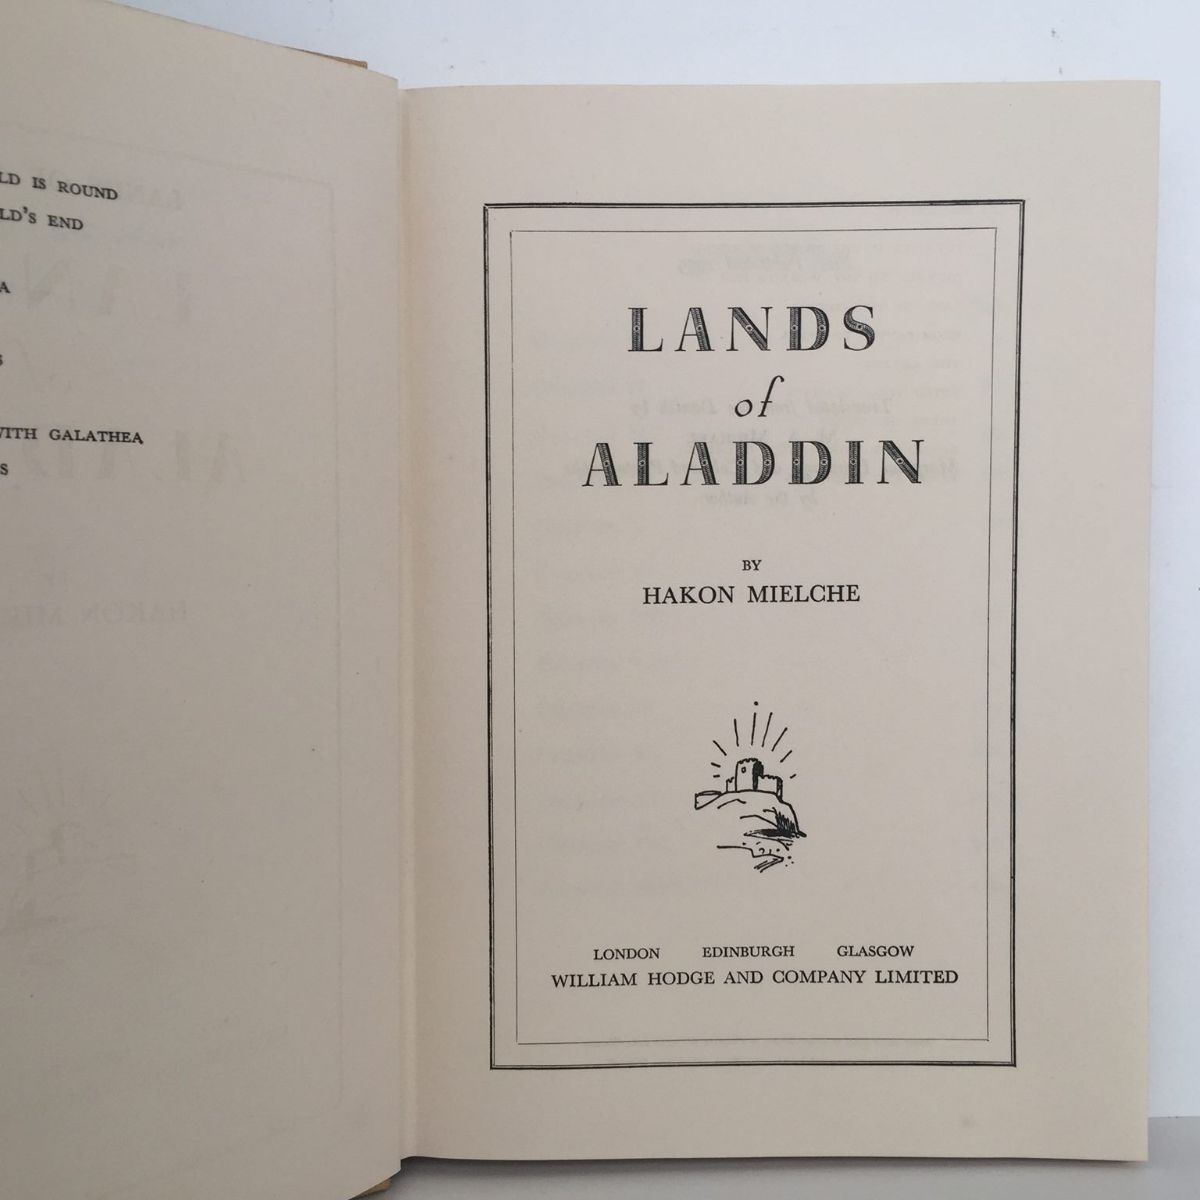 LD IS ROUND
LD'S END
A
S
WITH GALATHEA
S
LANDS
of
ALADDIN
BY
HAKON MIELCHE
LONDON EDINBURGH GLASGOW
WILLIAM HODGE AND COMPANY LIMITED